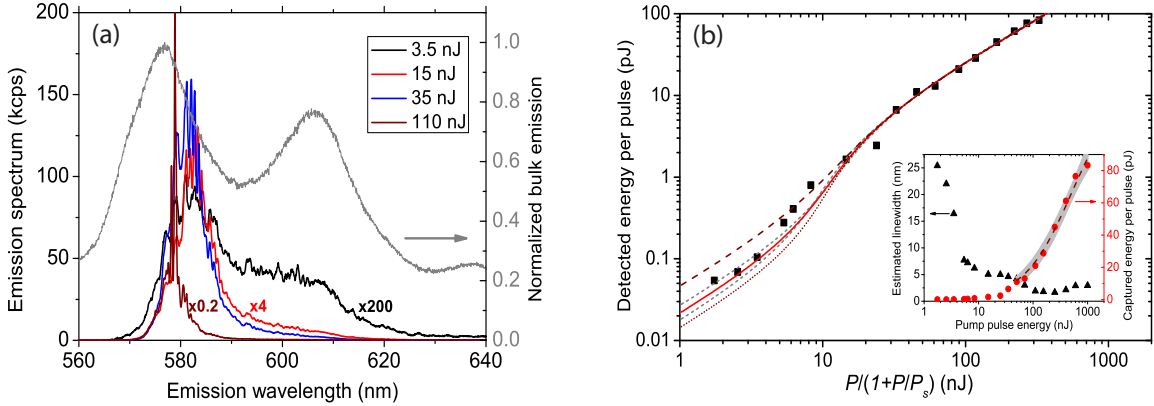 (a)
3.5 nJ
15 nJ
35 nJ
110 nJ
x0.2
x4
x200
Emission spectrum (kcps)
0
50
100
150
200
Normalized bulk emission
0.0
0.2
0.4
0.6
0.8
1.0
560
580
600
620
640
Emission wavelength (nm)
(b)
Detected energy per pulse (pJ)
100
10
1
0.1
0.01
1
10
100
1000
P/(1+P/Ps) (nJ)
Estimated linewidth (nm)
25
20
15
10
5
0
Captured energy per pulse (pJ)
80
60
40
20
0
1
10
100
1000
Pump pulse energy (nJ)